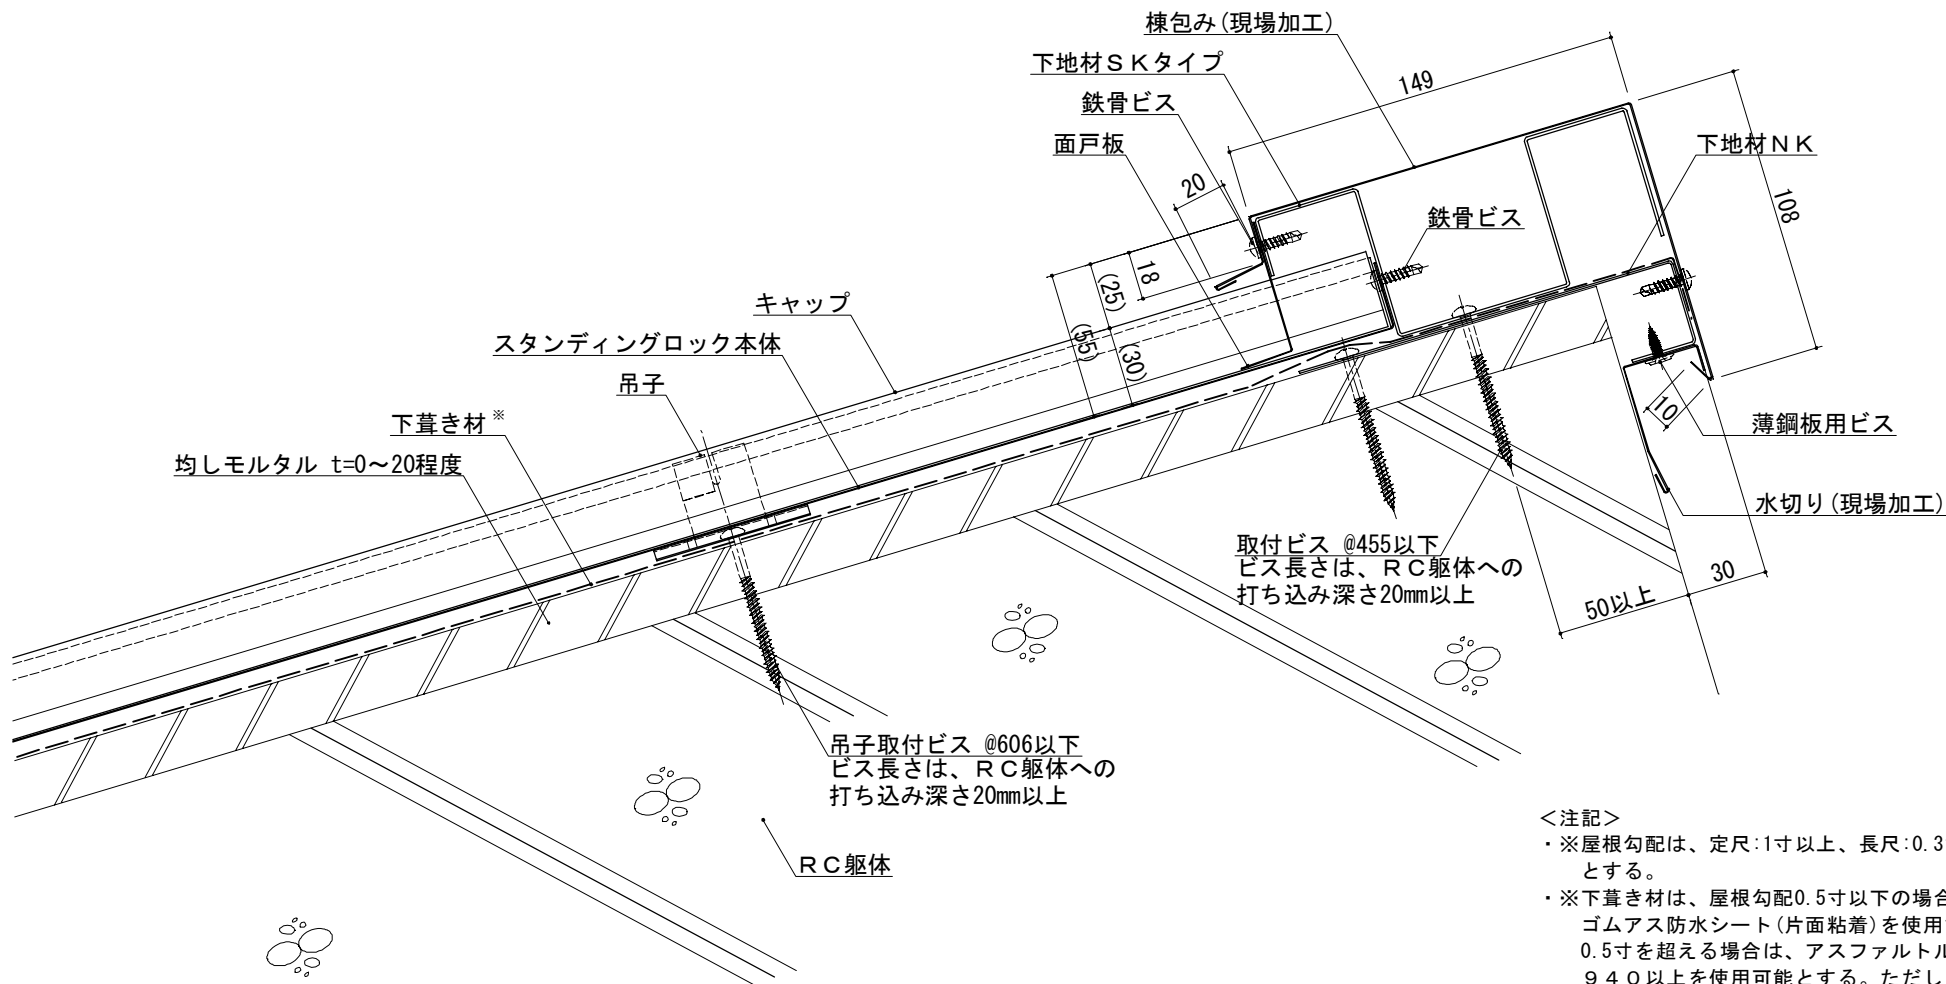 棟包み(現場加工)
下地材ＳＫタイプ
鉄骨ビス
面戸板
149
108
下地材ＮＫ
20
鉄骨ビス
18
(25)
(55)
(30)
キャップ
スタンディングロック本体
吊子
下葺き材※
均しモルタル t=0～20程度
10
薄鋼板用ビス
水切り(現場加工)
取付ビス @455以下
ビス長さは、ＲＣ躯体への
打ち込み深さ20mm以上
50以上
30
吊子取付ビス @606以下
ビス長さは、ＲＣ躯体への
打ち込み深さ20mm以上
ＲＣ躯体
＜注記＞
・※屋根勾配は、定尺:1寸以上、長尺:0.3
とする。
・※下葺き材は、屋根勾配0.5寸以下の場合
ゴムアス防水シート(片面粘着)を使用
0.5寸を超える場合は、アスファルトル
９４０以上を使用可能とする。ただし